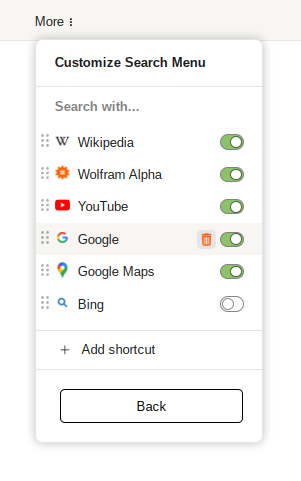 More
Customize Search Menu
Search with...
Wikipedia
Wolfram Alpha
YouTube
Google
Google Maps
Bing
+ Add shortcut
Back